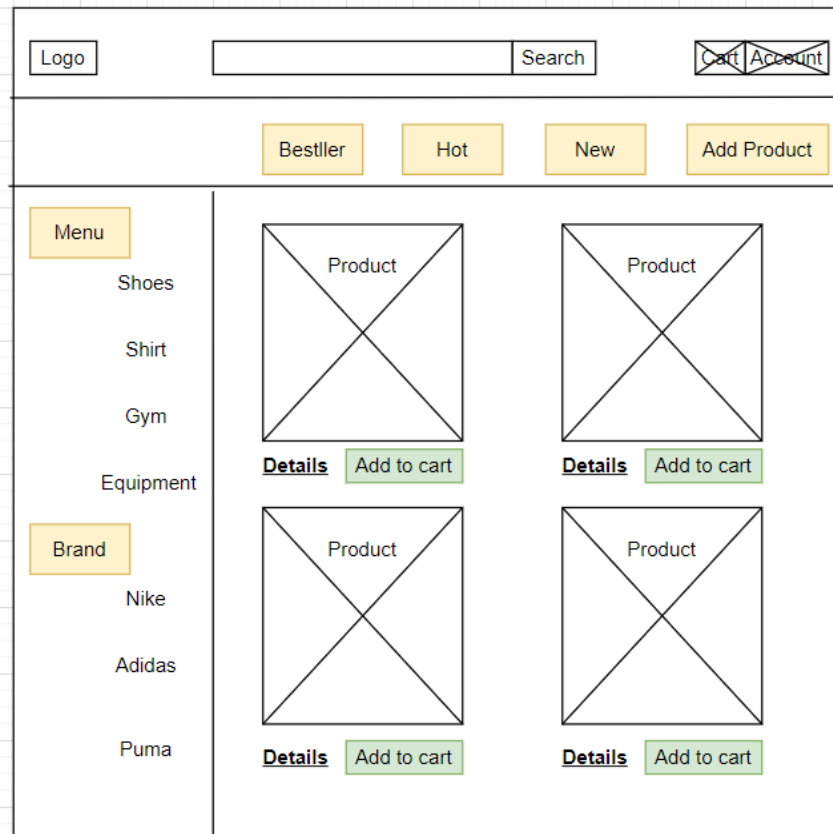 Logo
Search
Cart
Account
Bestller
Hot
New
Add Product
Menu
Shoes
Shirt
Gym
Equipment
Brand
Nike
Adidas
Puma
Product
Product
Details
Add to cart
Details
Add to cart
Product
Product
Details
Add to cart
Details
Add to cart